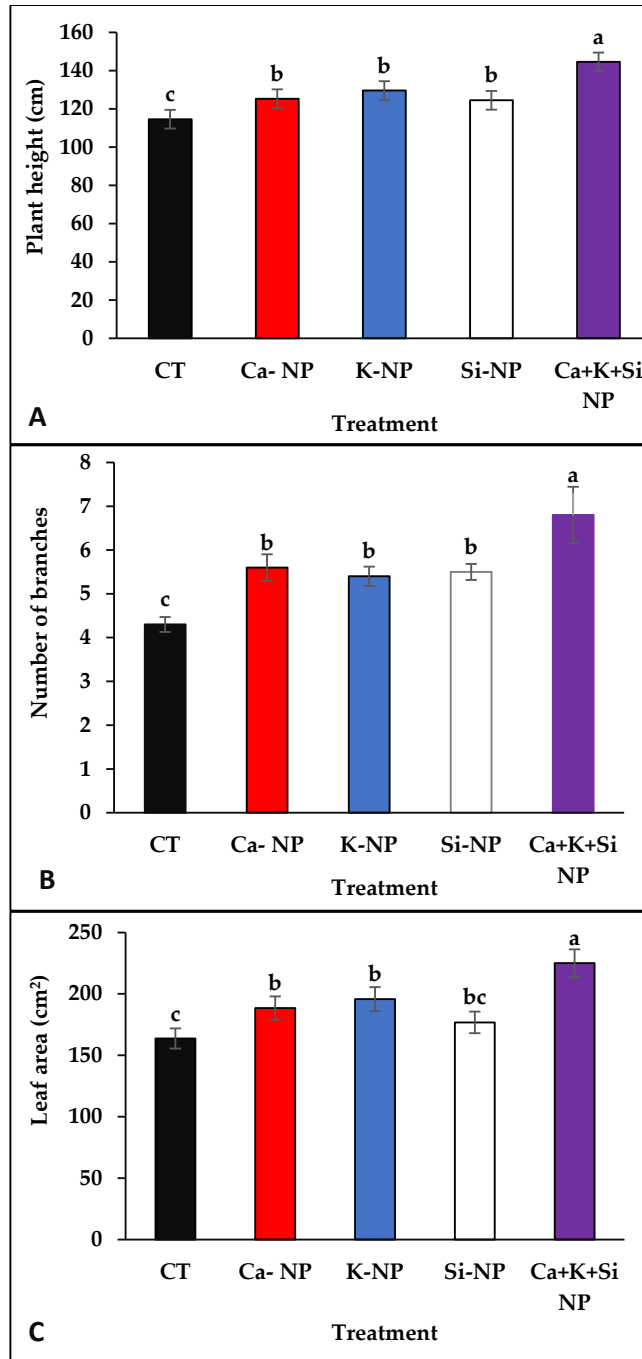 Plant height (cm)
160
140
120
100
80
60
40
20
0
c
b
b
b
a
CT
Ca- NP
K-NP
Si-NP
Ca+K+Si
NP
Treatment
A
Number of branches
8
7
6
5
4
3
2
1
0
c
b
b
b
a
CT
Ca- NP
K-NP
Si-NP
Ca+K+Si
NP
Treatment
B
Leaf area (cm²)
250
200
150
100
50
0
c
b
b
bc
a
CT
Ca- NP
K-NP
Si-NP
Ca+K+Si
NP
Treatment
C